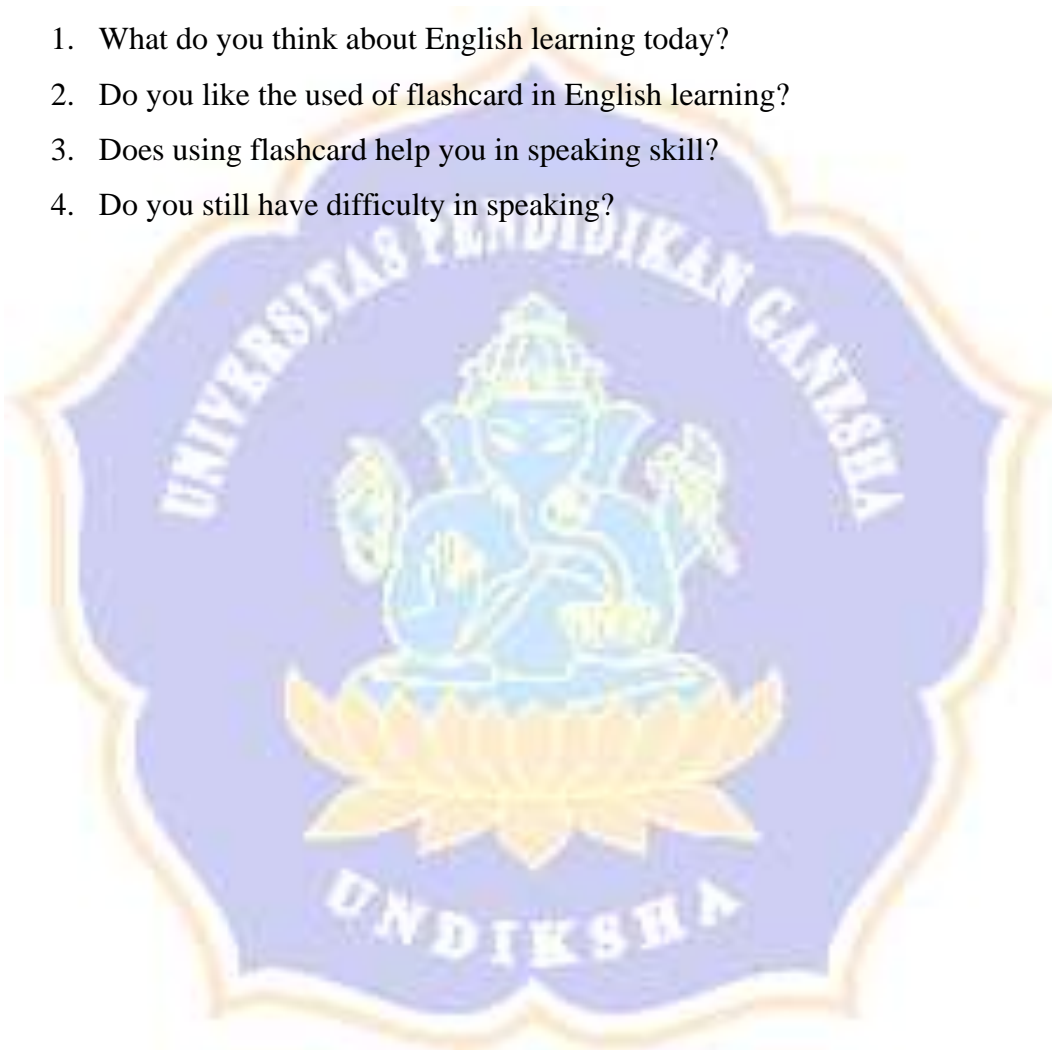 1. What do you think about English learning today?
2. Do you like the used of flashcard in English learning?
3. Does using flashcard help you in speaking skill?
4. Do you still have difficulty in speaking?
UNIVERSITAS PENDIDIKAN GANESHA
UNDIKSHA